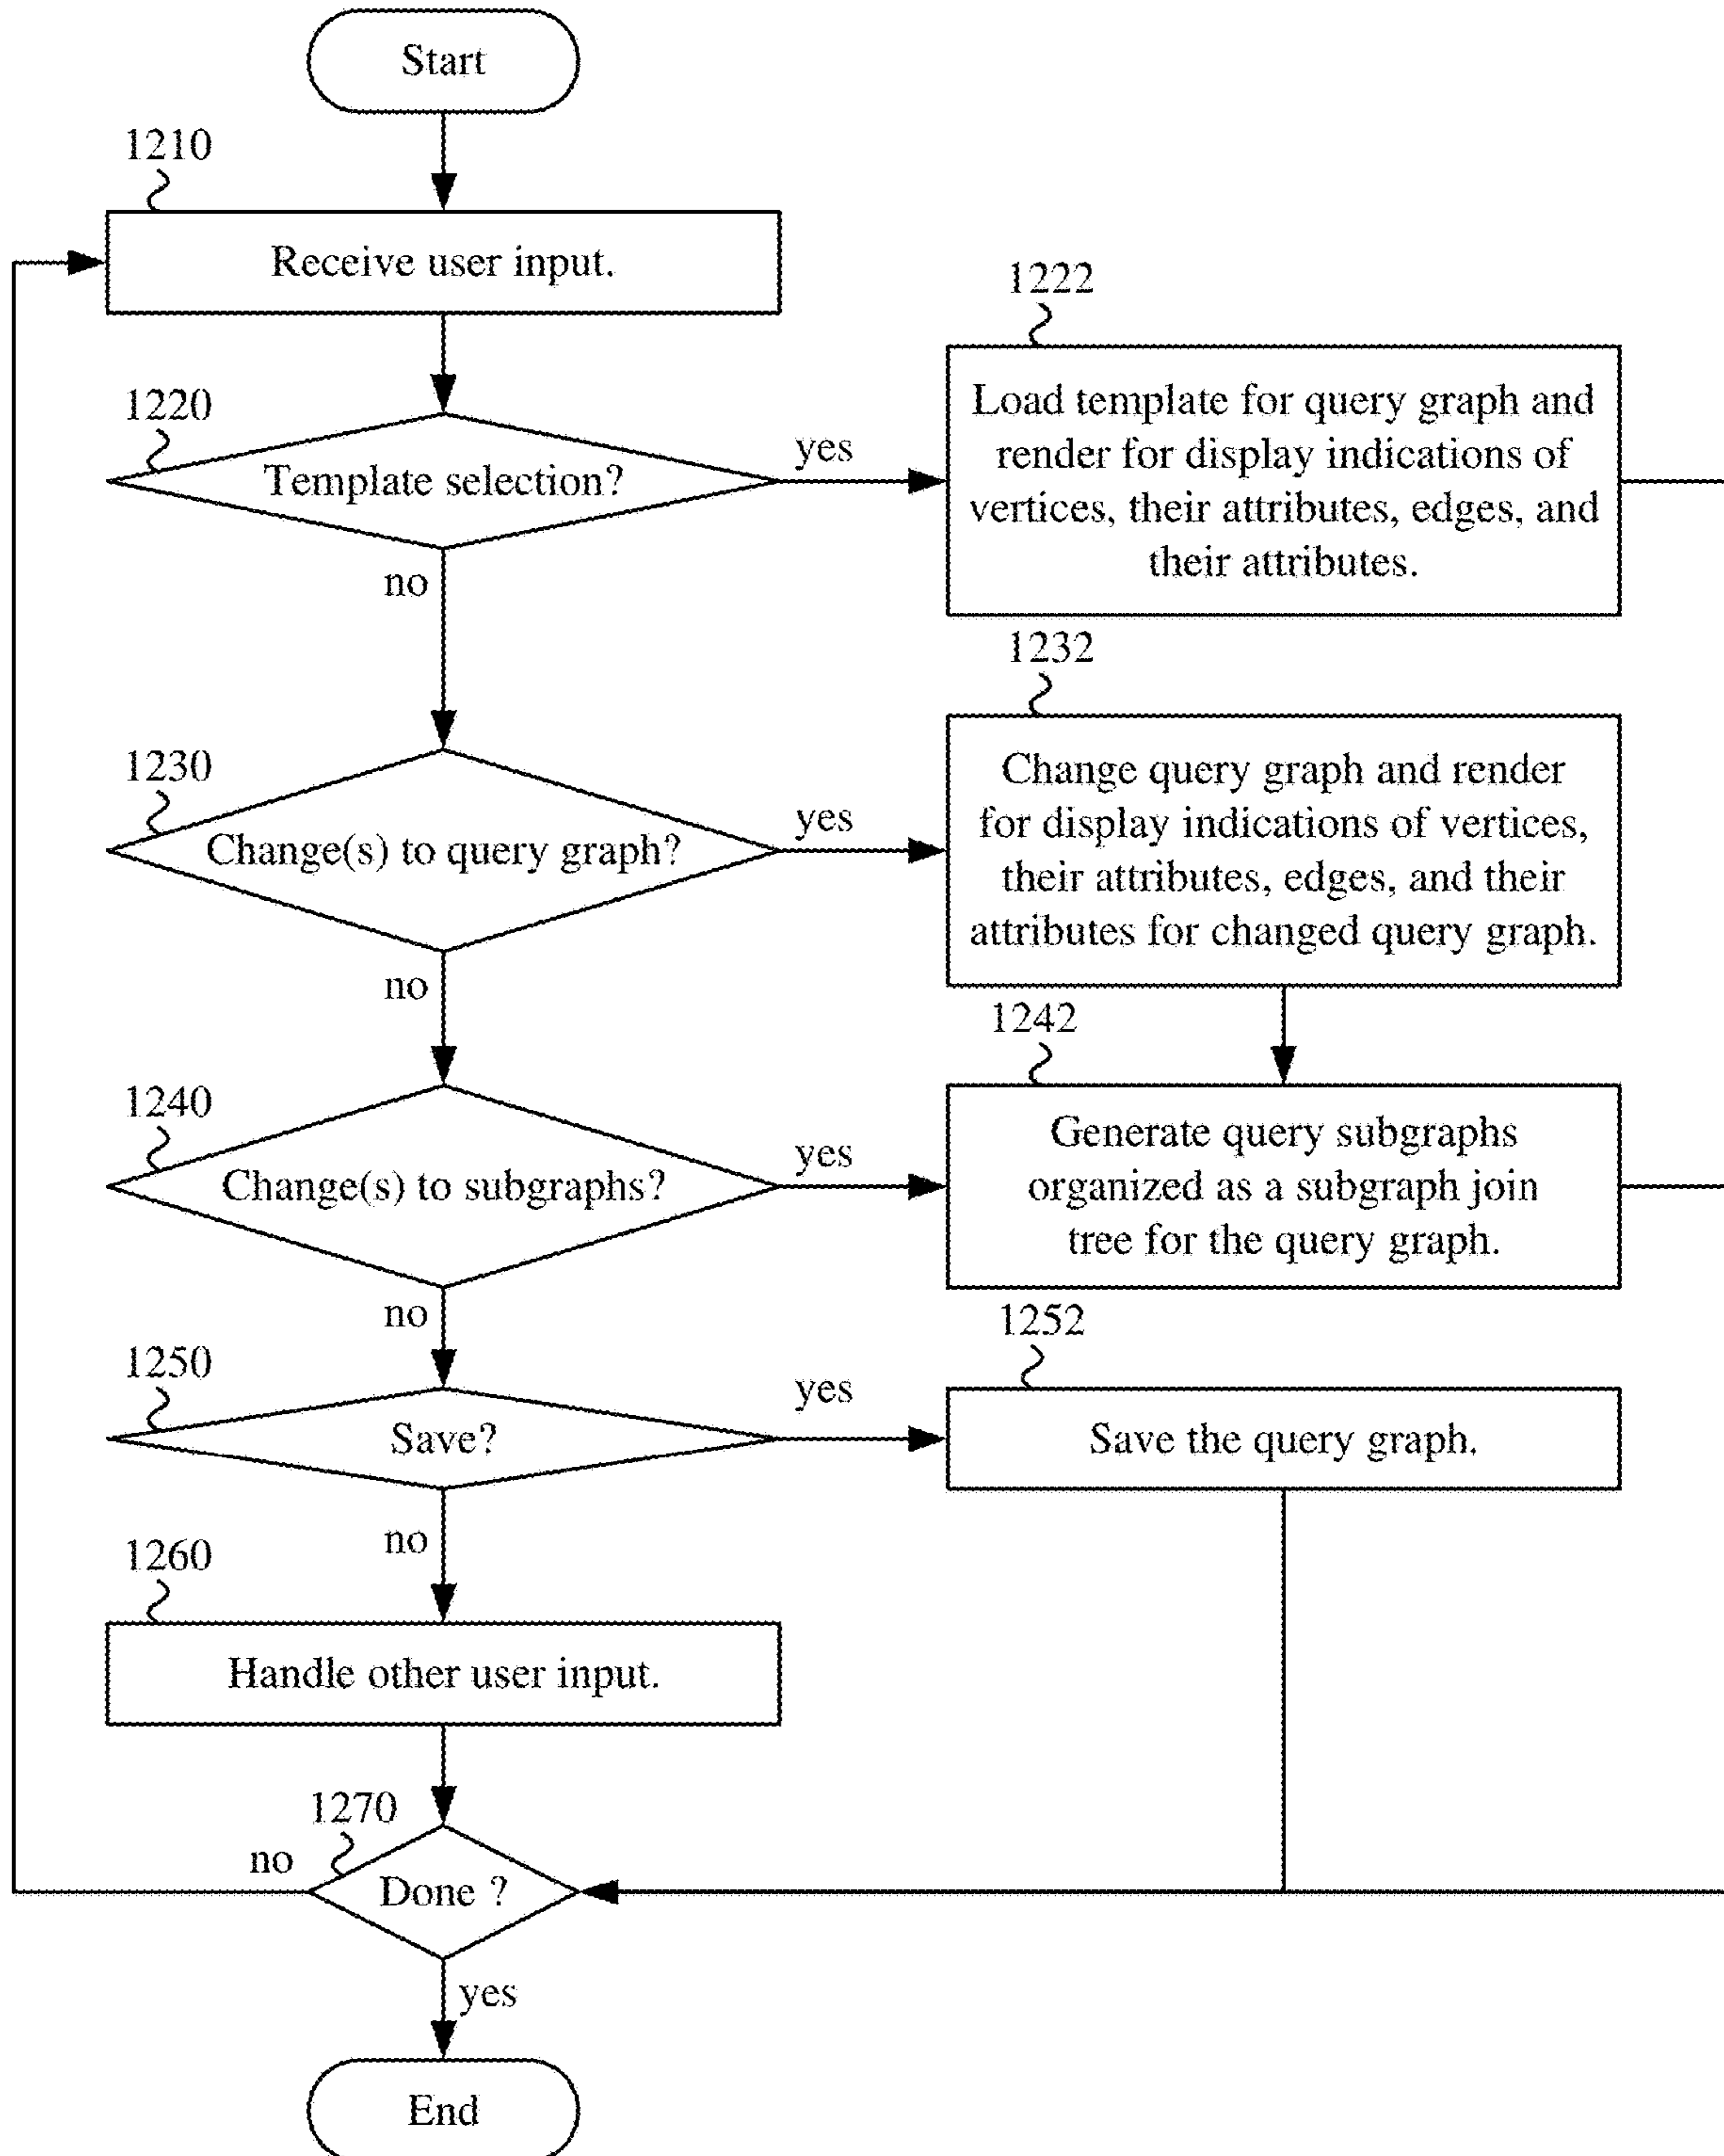 Start
1210
Receive user input.
1220
Template selection?
yes
1222
Load template for query graph and
render for display indications of
vertices, their attributes, edges, and
their attributes.
no
1230
Change(s) to query graph?
yes
1232
Change query graph and render
for display indications of vertices,
their attributes, edges, and their
attributes for changed query graph.
no
1240
Change(s) to subgraphs?
yes
1242
Generate query subgraphs
organized as a subgraph join
tree for the query graph.
no
1250
Save?
yes
1252
Save the query graph.
no
1260
Handle other user input.
1270
Done ?
no
yes
End